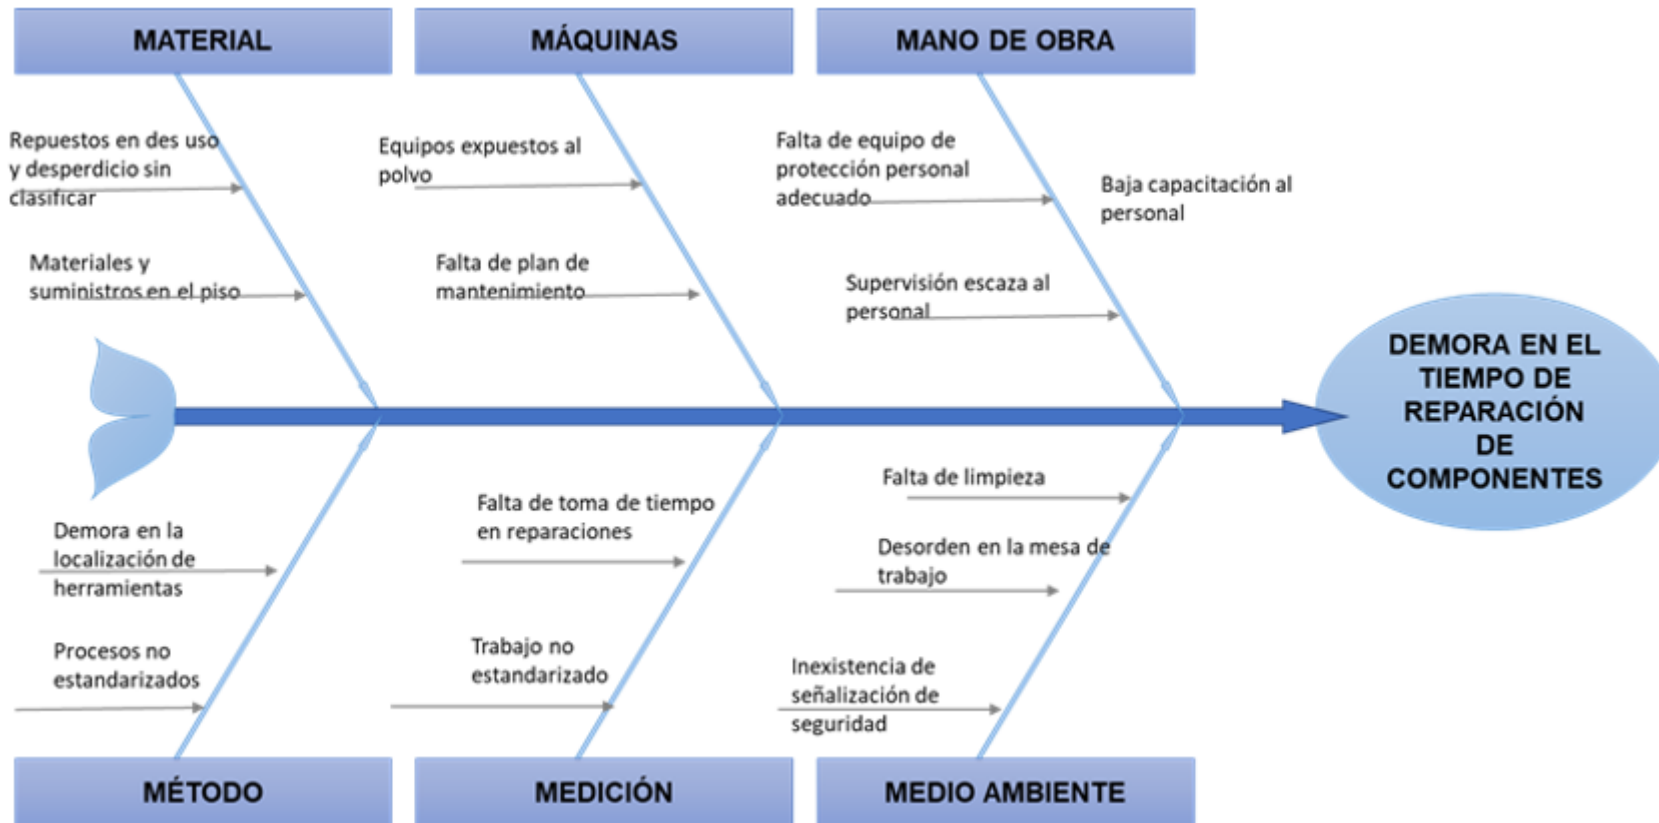 MATERIAL
MÁQUINAS
MANO DE OBRA
Repuestos en des uso
y desperdicio sin
clasificar
Equipos expuestos al
polvo
Falta de equipo de
protección personal
adecuado
Baja capacitación al
personal
Materiales y
suministros en el piso
Falta de plan de
mantenimiento
Supervisión escaza al
personal
DEMORA EN EL
TIEMPO DE
REPARACIÓN
DE
COMPONENTES
Demora en la
localización de
herramientas
Falta de toma de tiempo
en reparaciones
Falta de limpieza
Desorden en la mesa de
trabajo
Procesos no
estandarizados
Trabajo no
estandarizado
Inexistencia de
señalización de
seguridad
MÉTODO
MEDICIÓN
MEDIO AMBIENTE